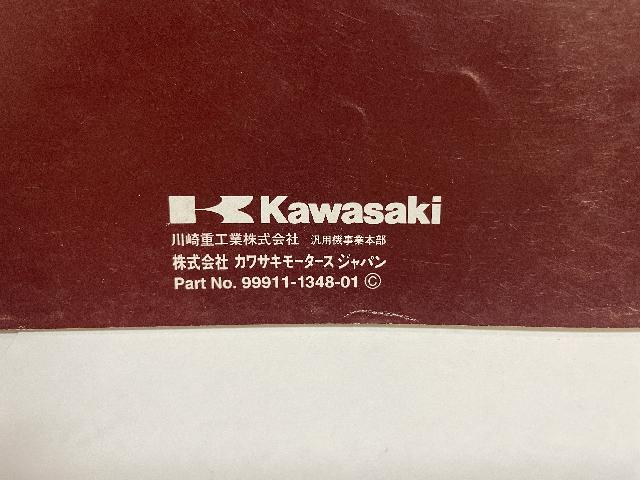 Kawasaki
川崎重工業株式会社 汎用機事業本部
株式会社 カワサキモータース ジャパン
Part No. 99911-1348-01 ©